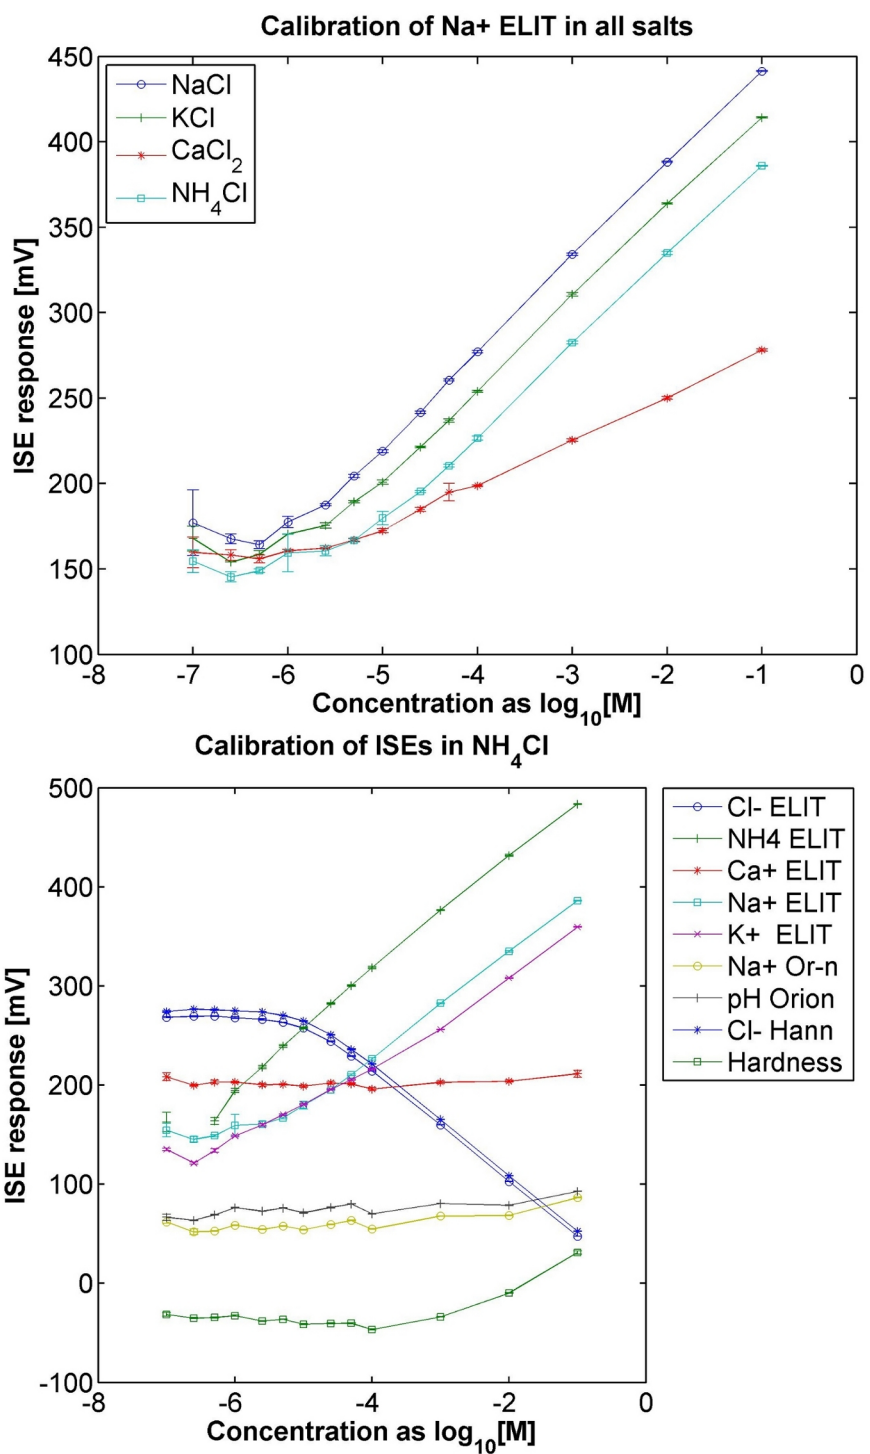 Calibration of Na+ ELIT in all salts
450
400
350
300
250
200
150
100
ISE response [mV]
NaCl
KCl
CaCl2
NH4Cl
-8 -7 -6 -5 -4 -3 -2 -1 0
Concentration as log10[M]
Calibration of ISEs in NH4Cl
500
400
300
200
100
0
-100
ISE response [mV]
Cl- ELIT
NH4 ELIT
Ca+ ELIT
Na+ ELIT
K+ ELIT
Na+ Or-n
pH Orion
Cl- Hann
Hardness
-8 -6 -4 -2 0
Concentration as log10[M]